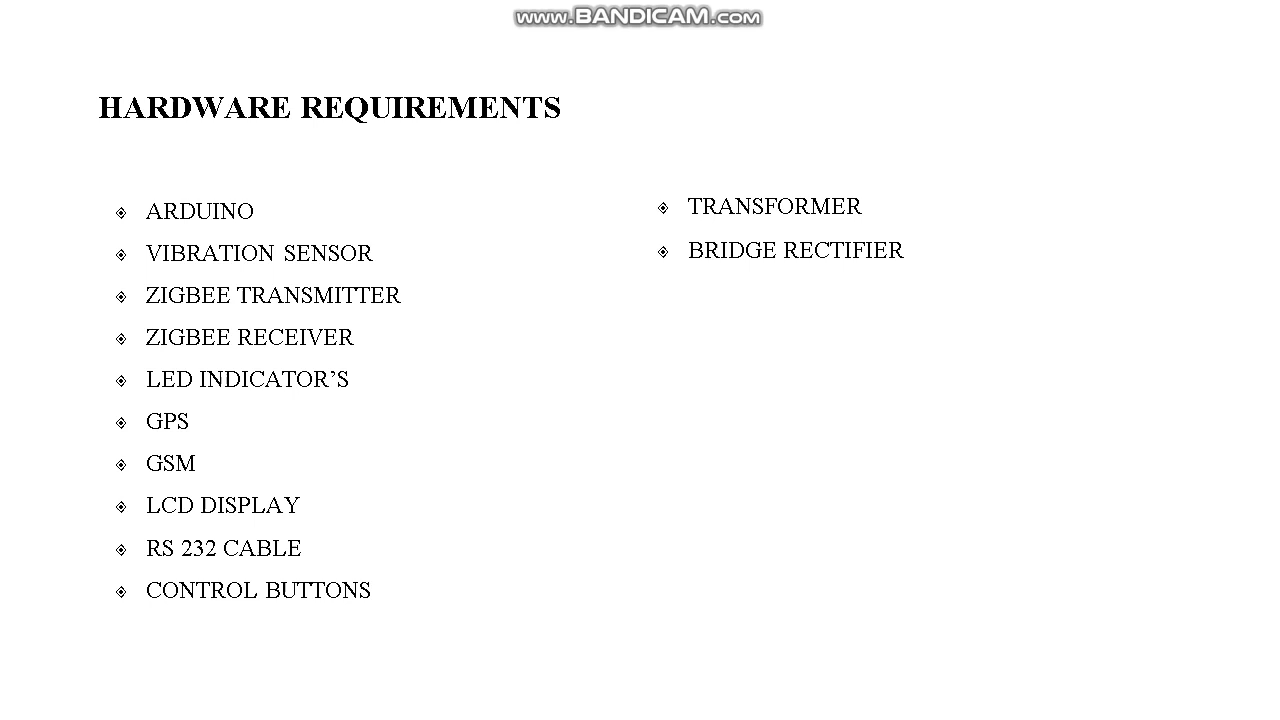 www.BANDICAM.com
HARDWARE REQUIREMENTS
ARDUINO
VIBRATION SENSOR
ZIGBEE TRANSMITTER
ZIGBEE RECEIVER
LED INDICATOR’S
GPS
GSM
LCD DISPLAY
RS 232 CABLE
CONTROL BUTTONS
TRANSFORMER
BRIDGE RECTIFIER